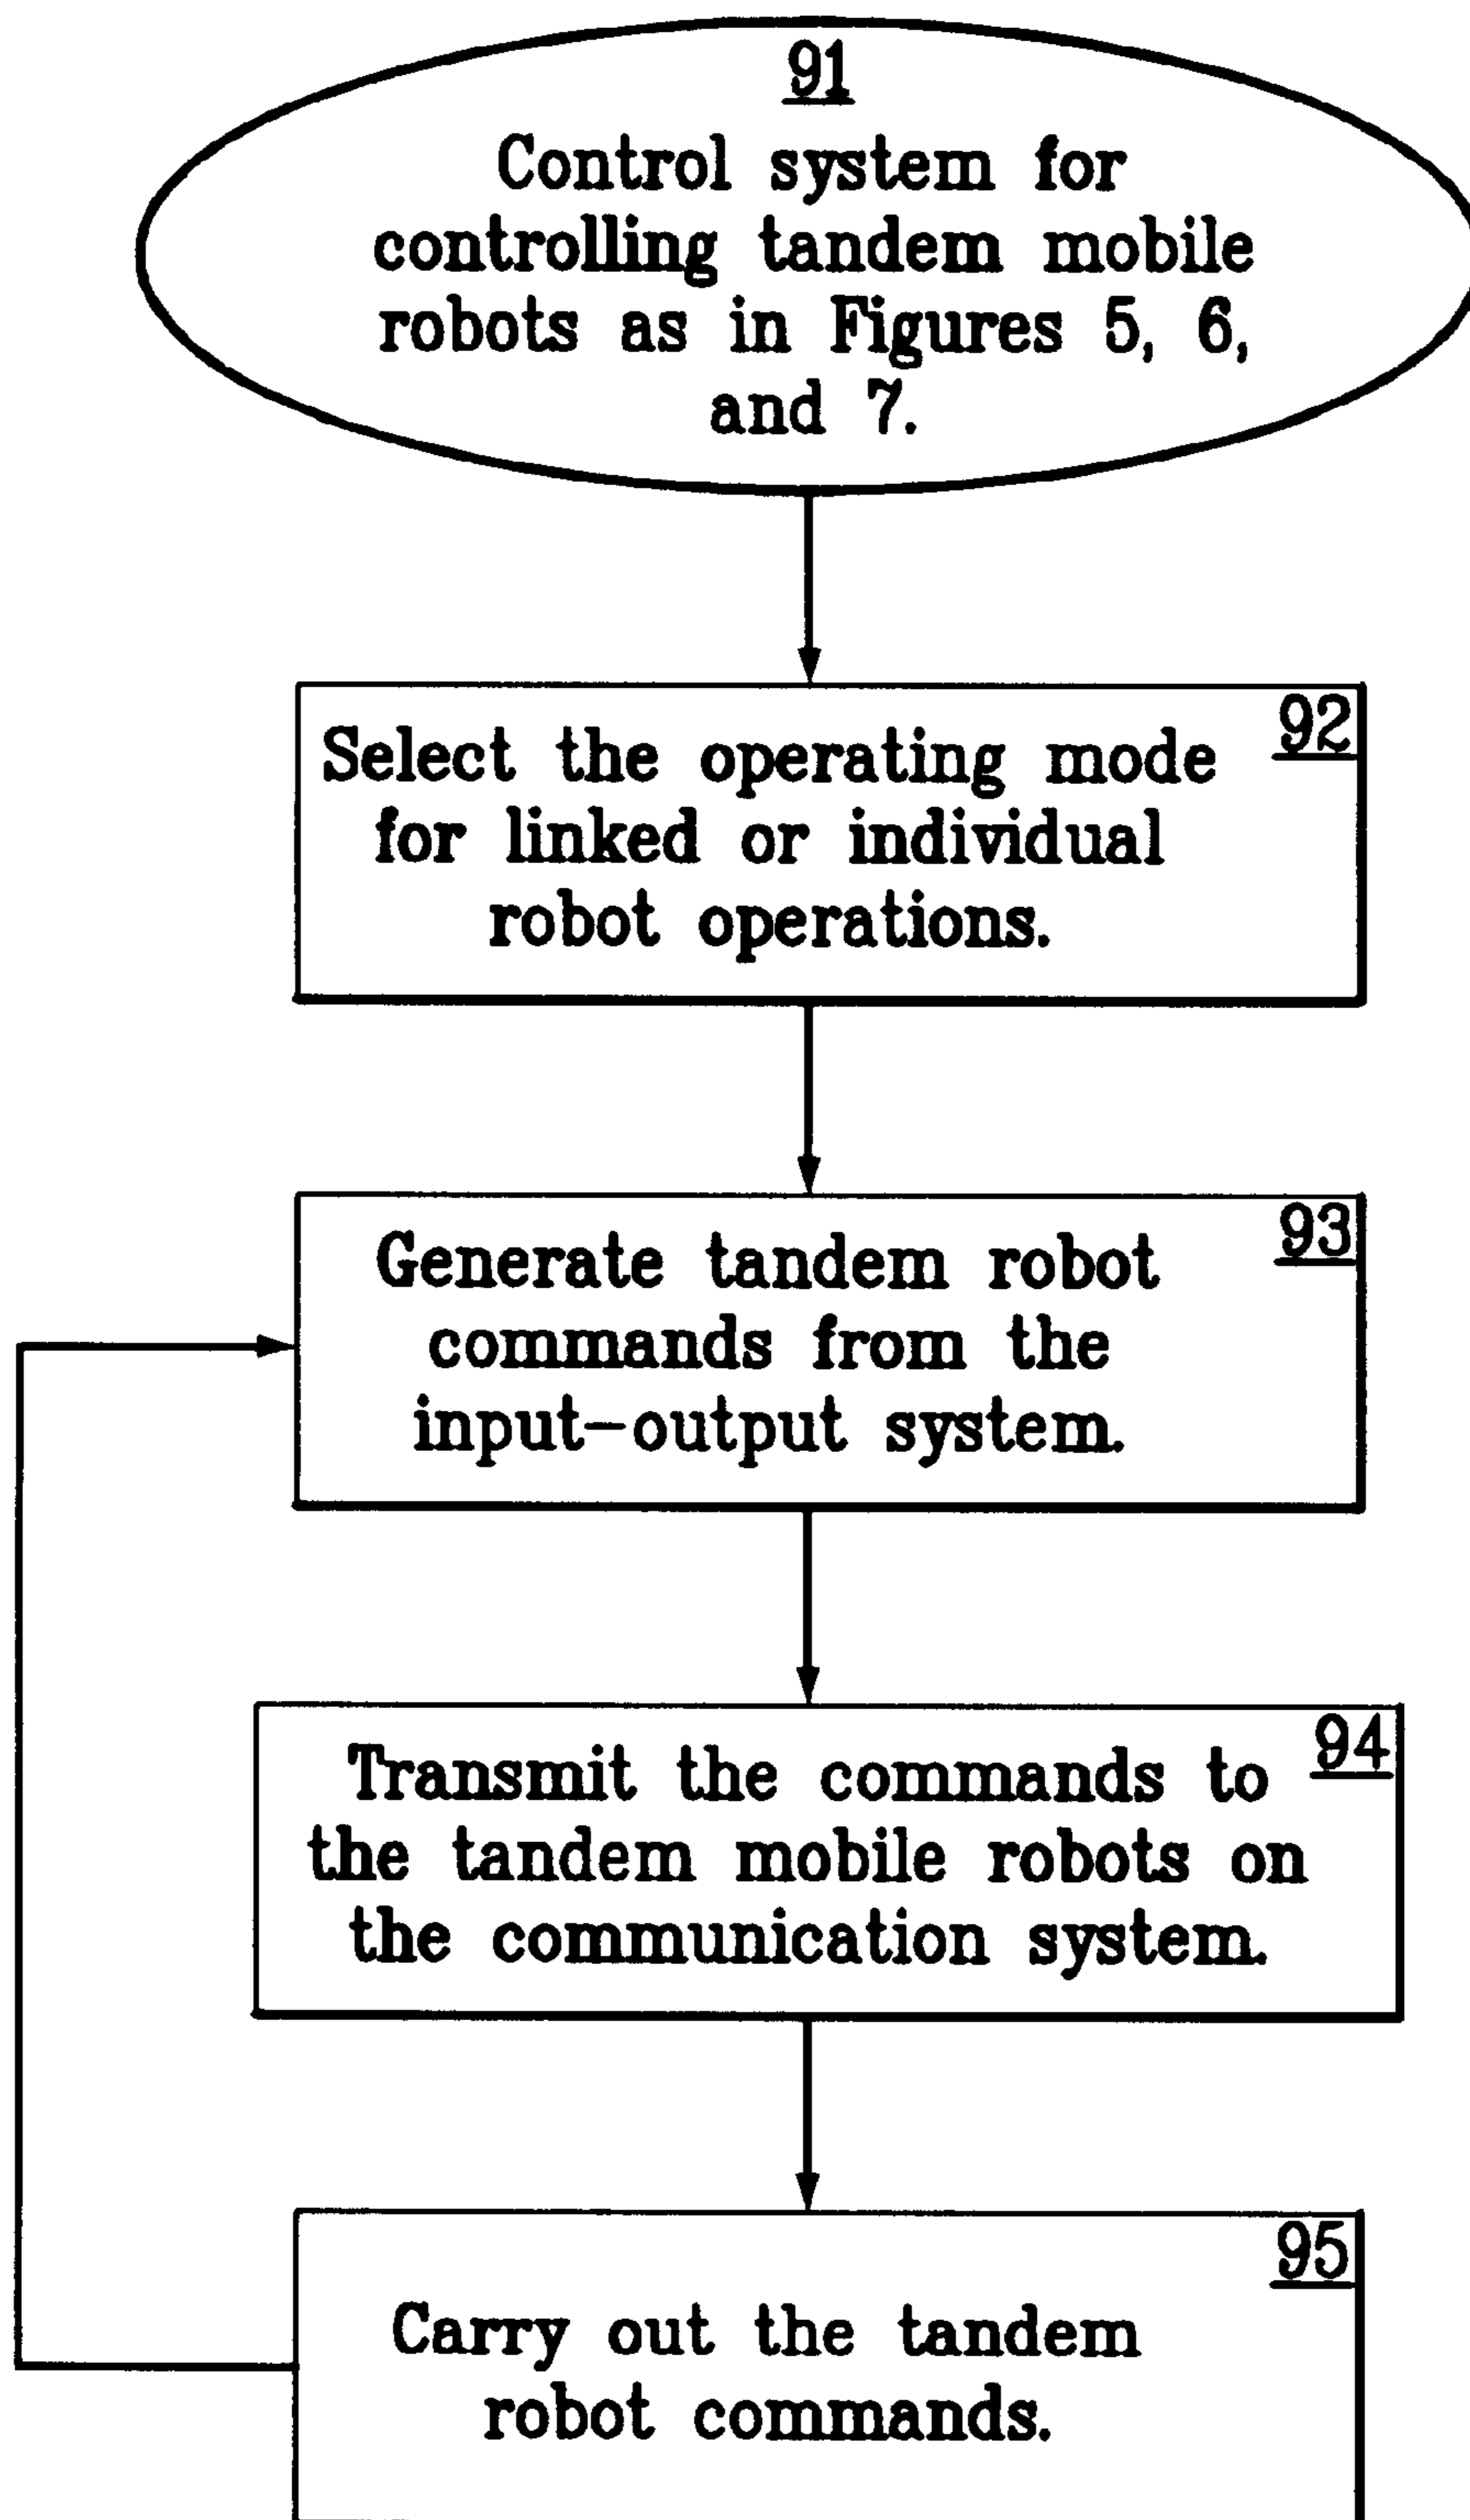 91
Control system for
controlling tandem mobile
robots as in Figures 5, 6,
and 7.
92
Select the operating mode
for linked or individual
robot operations.
93
Generate tandem robot
commands from the
input-output system.
94
Transmit the commands to
the tandem mobile robots on
the communication system.
95
Carry out the tandem
robot commands.